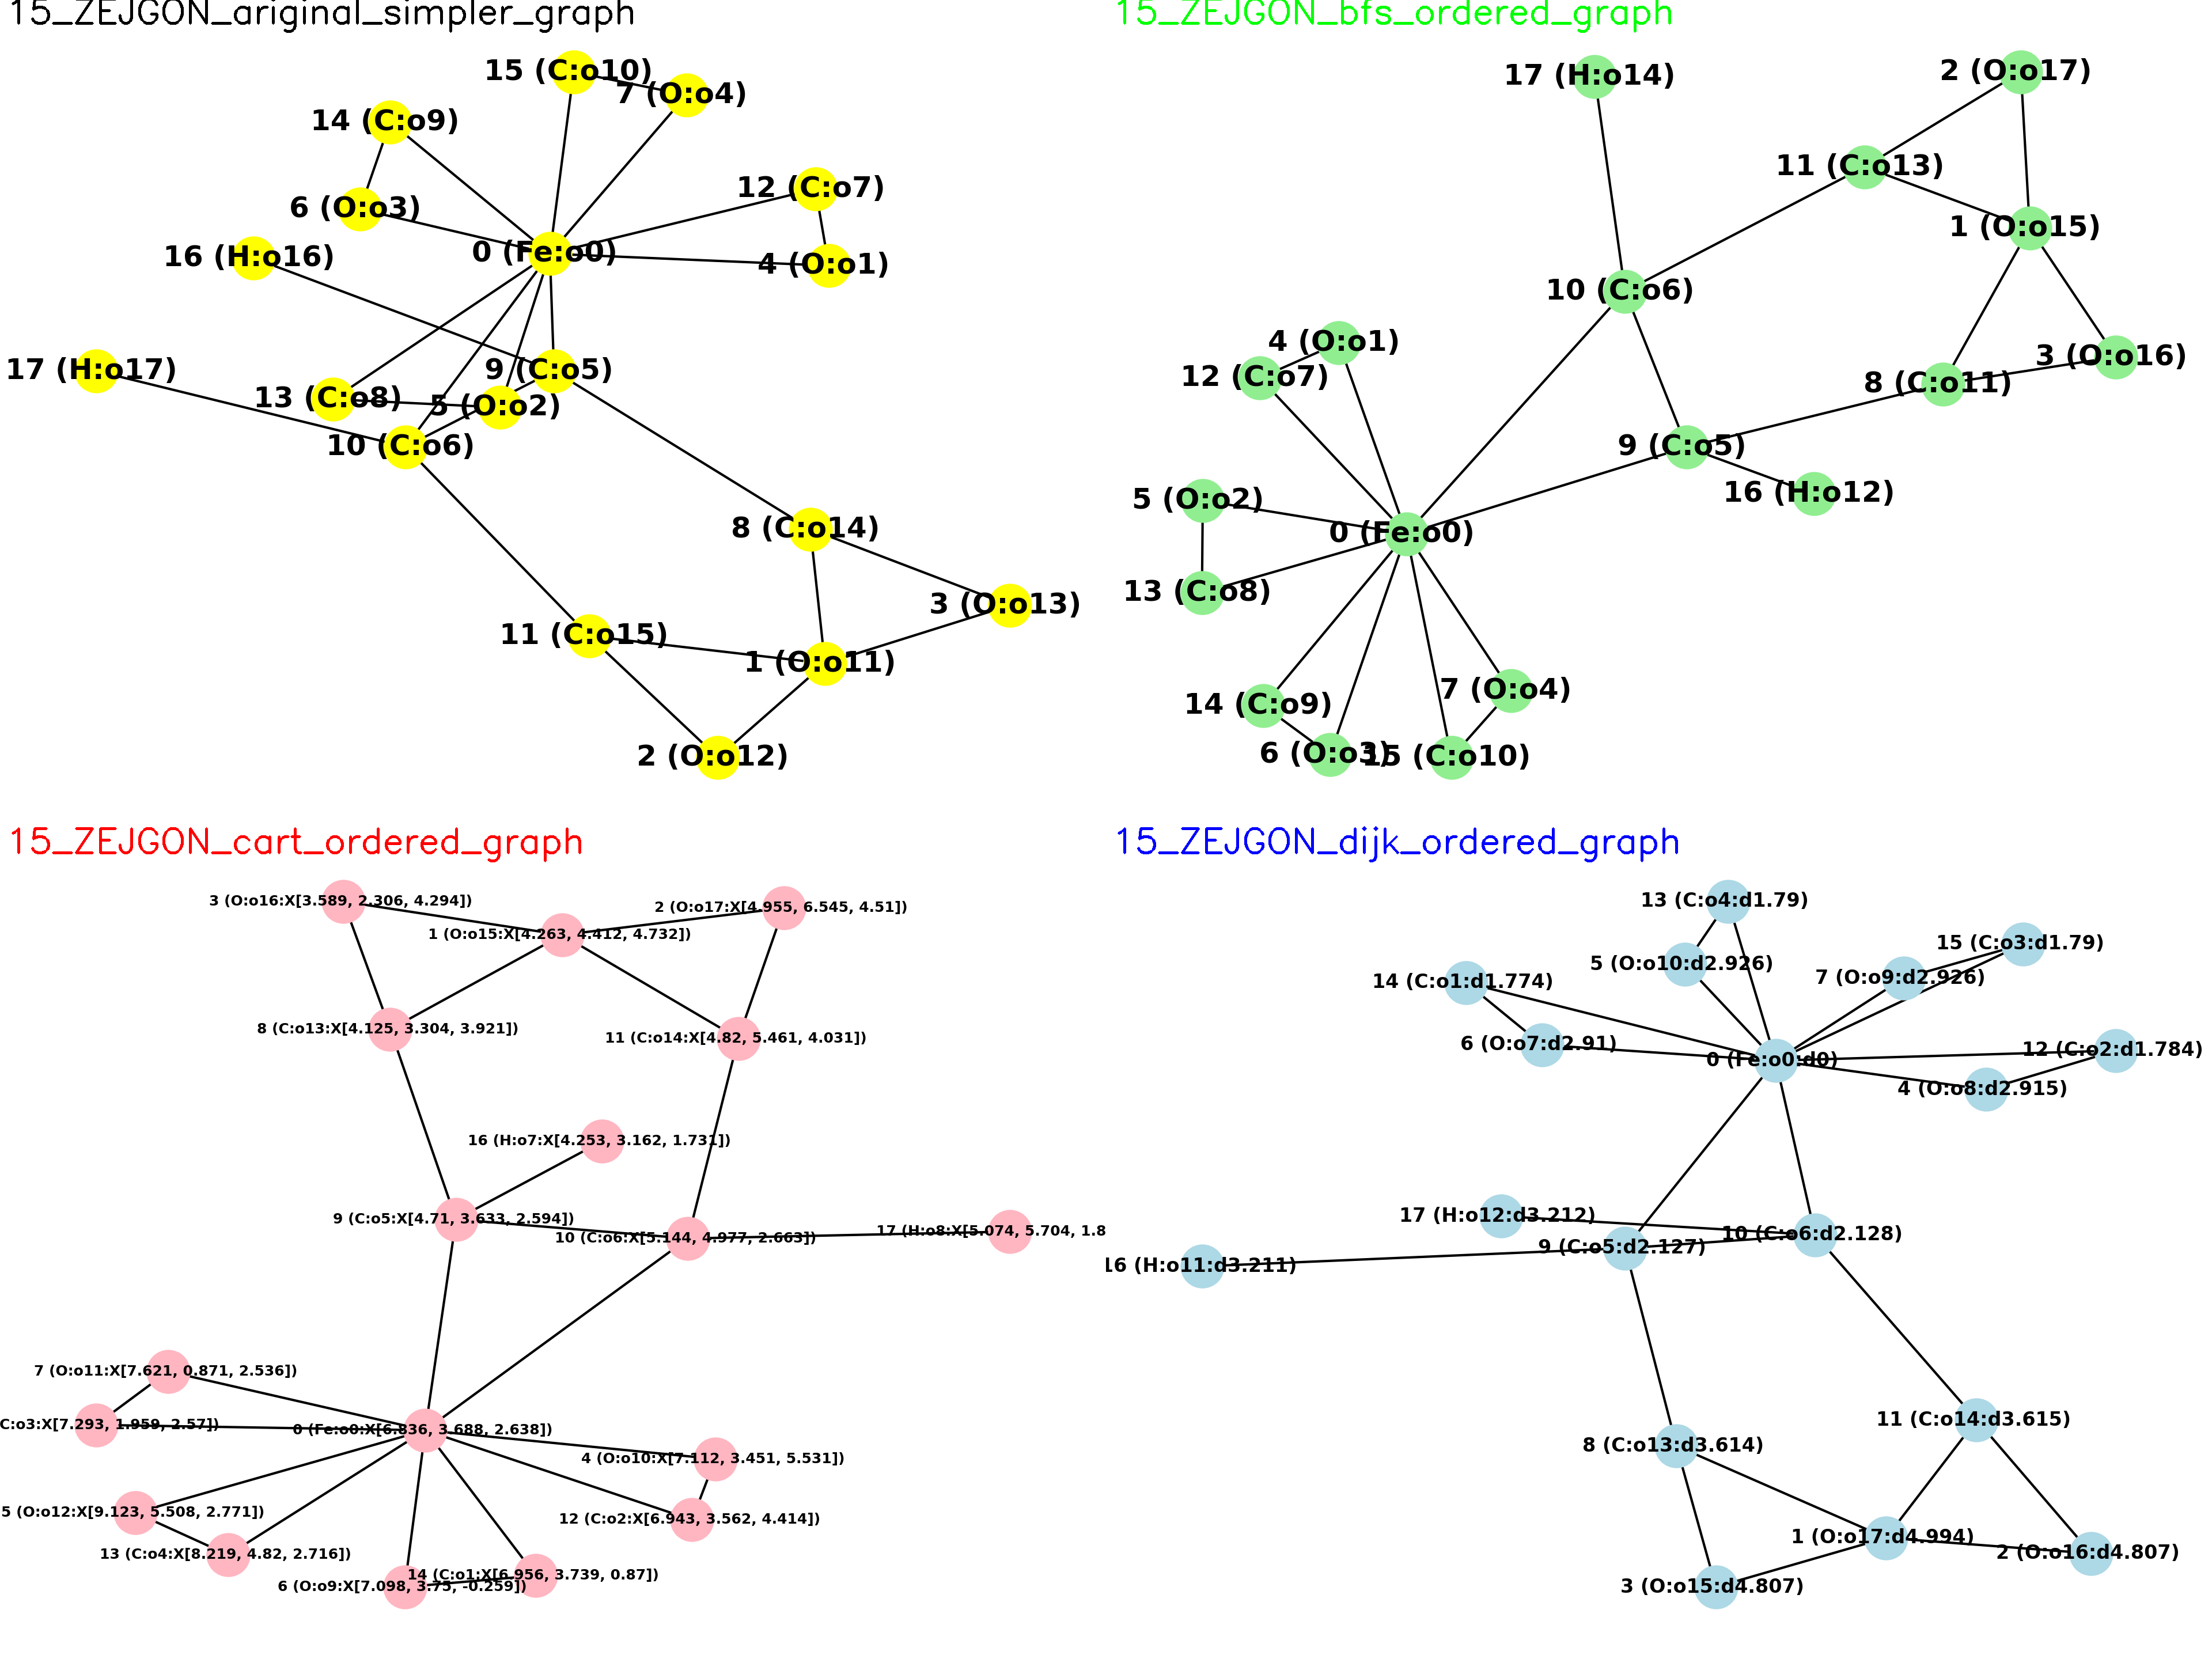 15_ZEJGON_ariginal_simpler_graph
15 (C:o10)
7 (O:o4)
14 (C:o9)
12 (C:o7)
6 (O:o3)
0 (Fe:o0)
16 (H:o16)
4 (O:o1)
17 (H:o17)
9 (C:o5)
13 (C:o8)
5 (O:o2)
10 (C:o6)
8 (C:o14)
3 (O:o13)
11 (C:o15)
1 (O:o11)
2 (O:o12)
15_ZEJGON_bfs_ordered_graph
17 (H:o14)
2 (O:o17)
11 (C:o13)
1 (O:o15)
10 (C:o6)
4 (O:o1)
3 (O:o16)
12 (C:o7)
8 (C:o11)
9 (C:o5)
16 (H:o12)
5 (O:o2)
0 (Fe:o0)
13 (C:o8)
7 (O:o4)
14 (C:o9)
6 (O:o3)
15 (C:o10)
15_ZEJGON_cart_ordered_graph
3 (O:o16:X[3.589, 2.306, 4.294])
2 (O:o17:X[4.955, 6.545, 4.51])
1 (O:o15:X[4.263, 4.412, 4.732])
8 (C:o13:X[4.125, 3.304, 3.921])
11 (C:o14:X[4.82, 5.461, 4.031])
16 (H:o7:X[4.253, 3.162, 1.731])
9 (C:o5:X[4.71, 3.633, 2.594])
10 (C:o6:X[5.144, 4.977, 2.663])
17 (H:o8:X[5.074, 5.704, 1.8
7 (O:o11:X[7.621, 0.871, 2.536])
C:o3:X[7.293, 1.959, 2.57])
0 (Fe:o0:X[6.836, 3.688, 2.638])
4 (O:o10:X[7.112, 3.451, 5.531])
5 (O:o12:X[9.123, 5.508, 2.771])
12 (C:o2:X[6.943, 3.562, 4.414])
13 (C:o4:X[8.219, 4.82, 2.716])
14 (C:o1:X[6.956, 3.739, 0.87])
6 (O:o9:X[7.098, 3.75, -0.259])
15_ZEJGON_dijk_ordered_graph
13 (C:o4:d1.79)
15 (C:o3:d1.79)
5 (O:o10:d2.926)
7 (O:o9:d2.926)
14 (C:o1:d1.774)
6 (O:o7:d2.91)
12 (C:o2:d1.784)
0 (Fe:o0:d0)
4 (O:o8:d2.915)
17 (H:o12:d3.212)
10 (C:o6:d2.128)
9 (C:o5:d2.127)
16 (H:o11:d3.211)
11 (C:o14:d3.615)
8 (C:o13:d3.614)
1 (O:o17:d4.994)
2 (O:o16:d4.807)
3 (O:o15:d4.807)